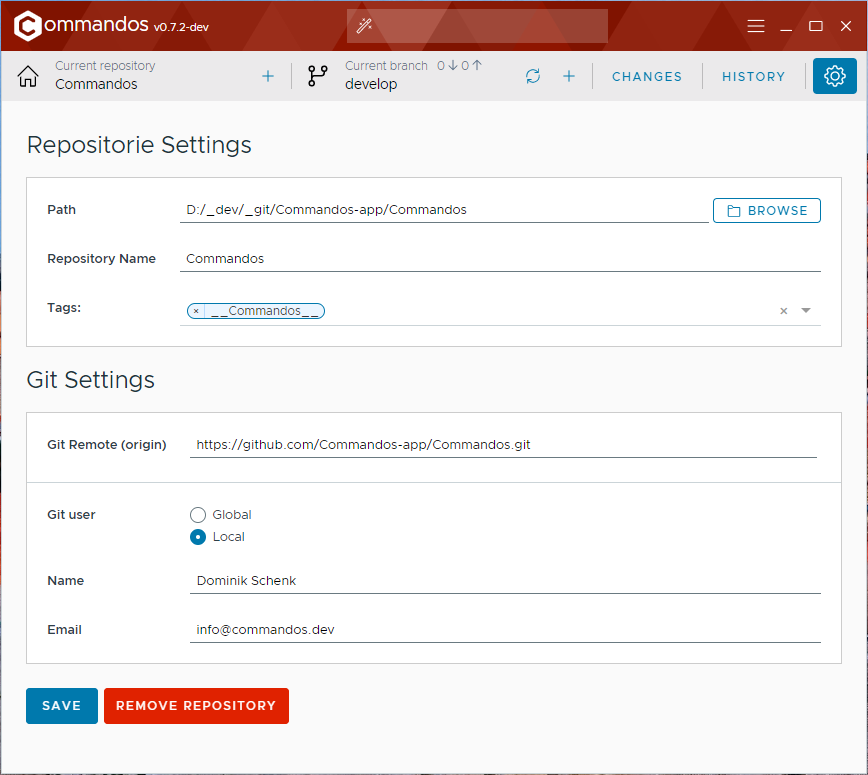 Commandos v0.7.2-dev
Current repository
Commandos
Current branch 0 0
develop
CHANGES
HISTORY
Repositorie Settings
Path
D:/_dev/_git/Commandos-app/Commandos
BROWSE
Repository Name
Commandos
Tags:
× __Commandos__
×
Git Settings
Git Remote (origin)
https://github.com/Commandos-app/Commandos.git
Git user
Global
Local
Name
Dominik Schenk
Email
info@commandos.dev
SAVE
REMOVE REPOSITORY